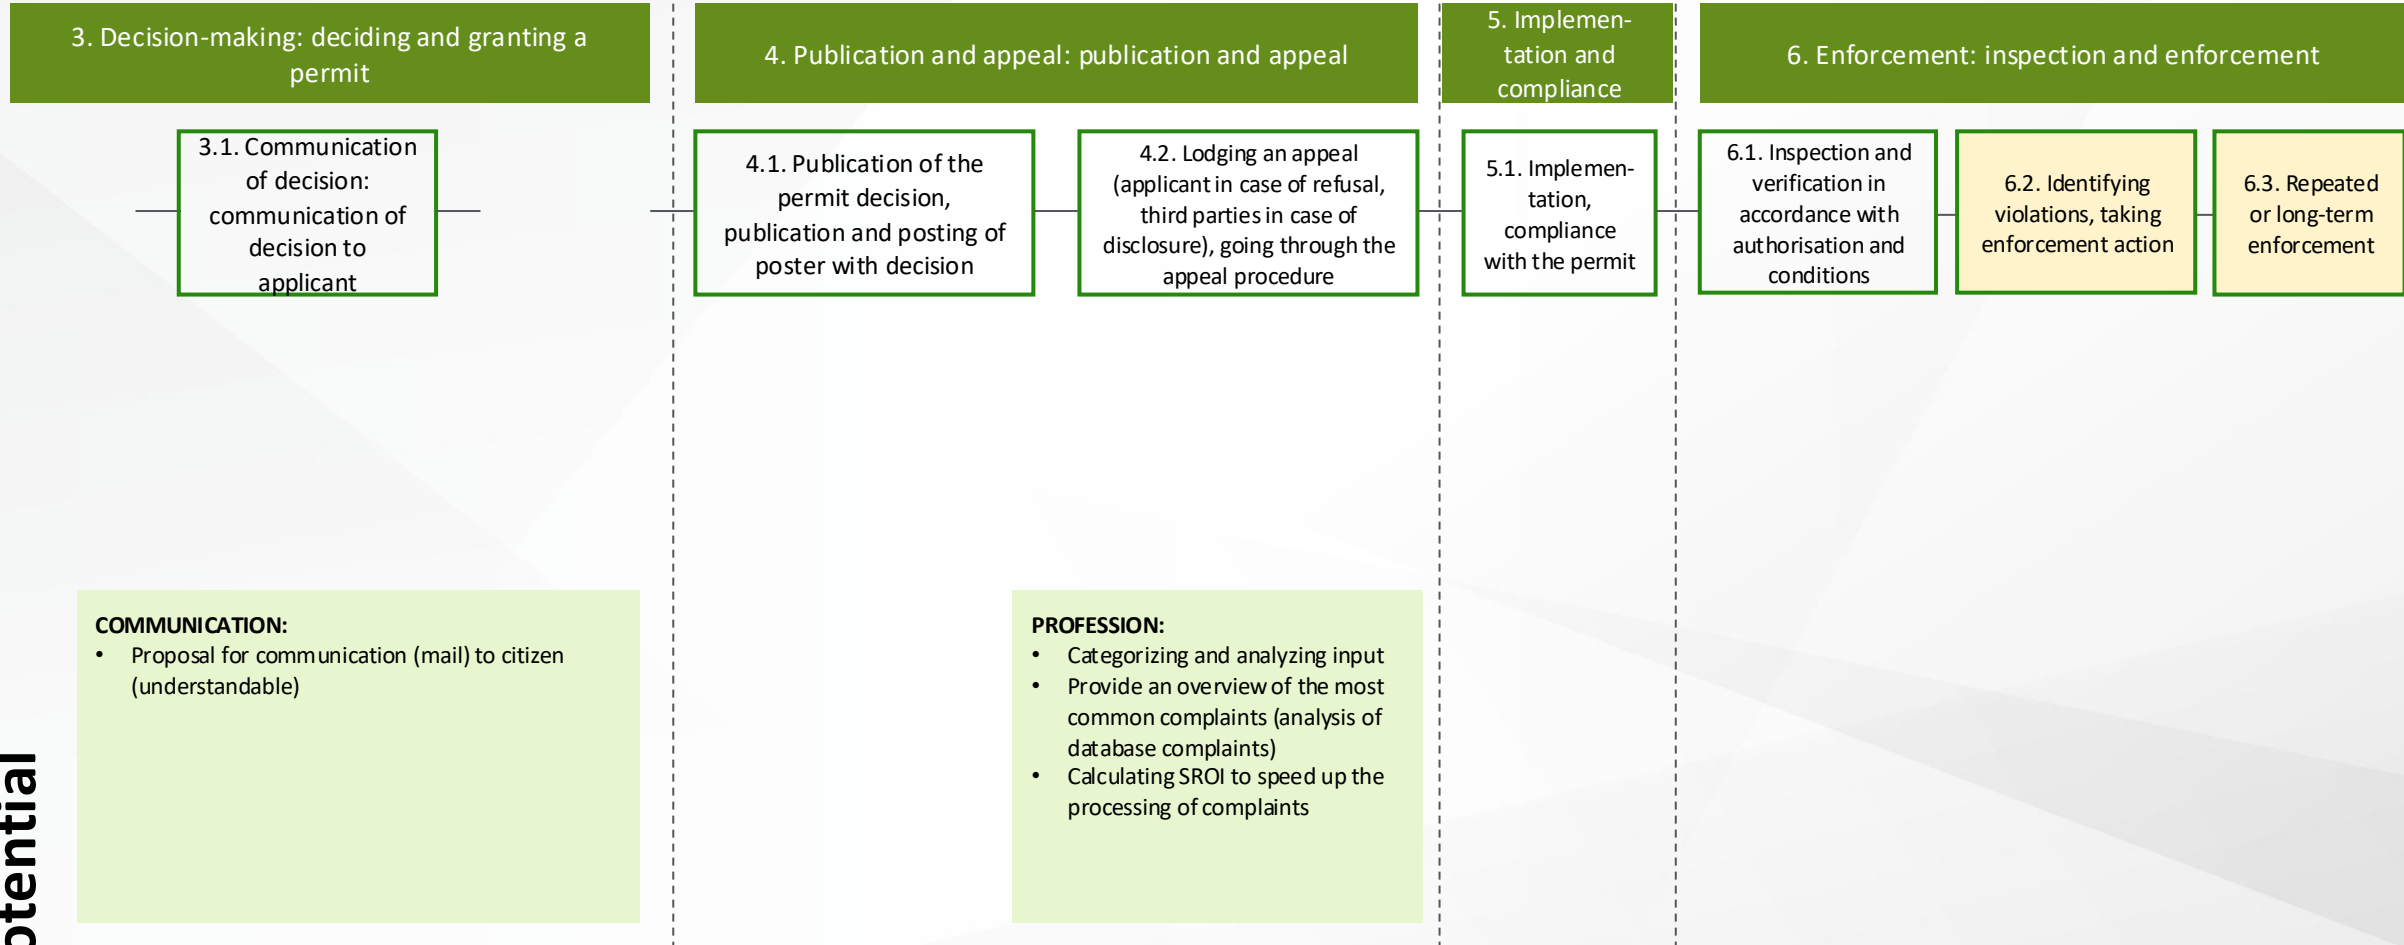 3. Decision-making: deciding and granting a
permit
4. Publication and appeal: publication and appeal
5. Implemen-
tation and
compliance
6. Enforcement: inspection and enforcement
3.1. Communication
of decision:
communication of
decision to
applicant
4.1. Publication of the
permit decision,
publication and posting of
poster with decision
4.2. Lodging an appeal
(applicant in case of refusal,
third parties in case of
disclosure), going through the
appeal procedure
5.1. Implemen-
tation,
compliance
with the permit
6.1. Inspection and
verification in
accordance with
authorisation and
conditions
6.2. Identifying
violations, taking
enforcement action
6.3. Repeated
or long-term
enforcement
COMMUNICATION:
• Proposal for communication (mail) to citizen
(understandable)
PROFESSION:
• Categorizing and analyzing input
• Provide an overview of the most
common complaints (analysis of
database complaints)
• Calculating SROI to speed up the
processing of complaints